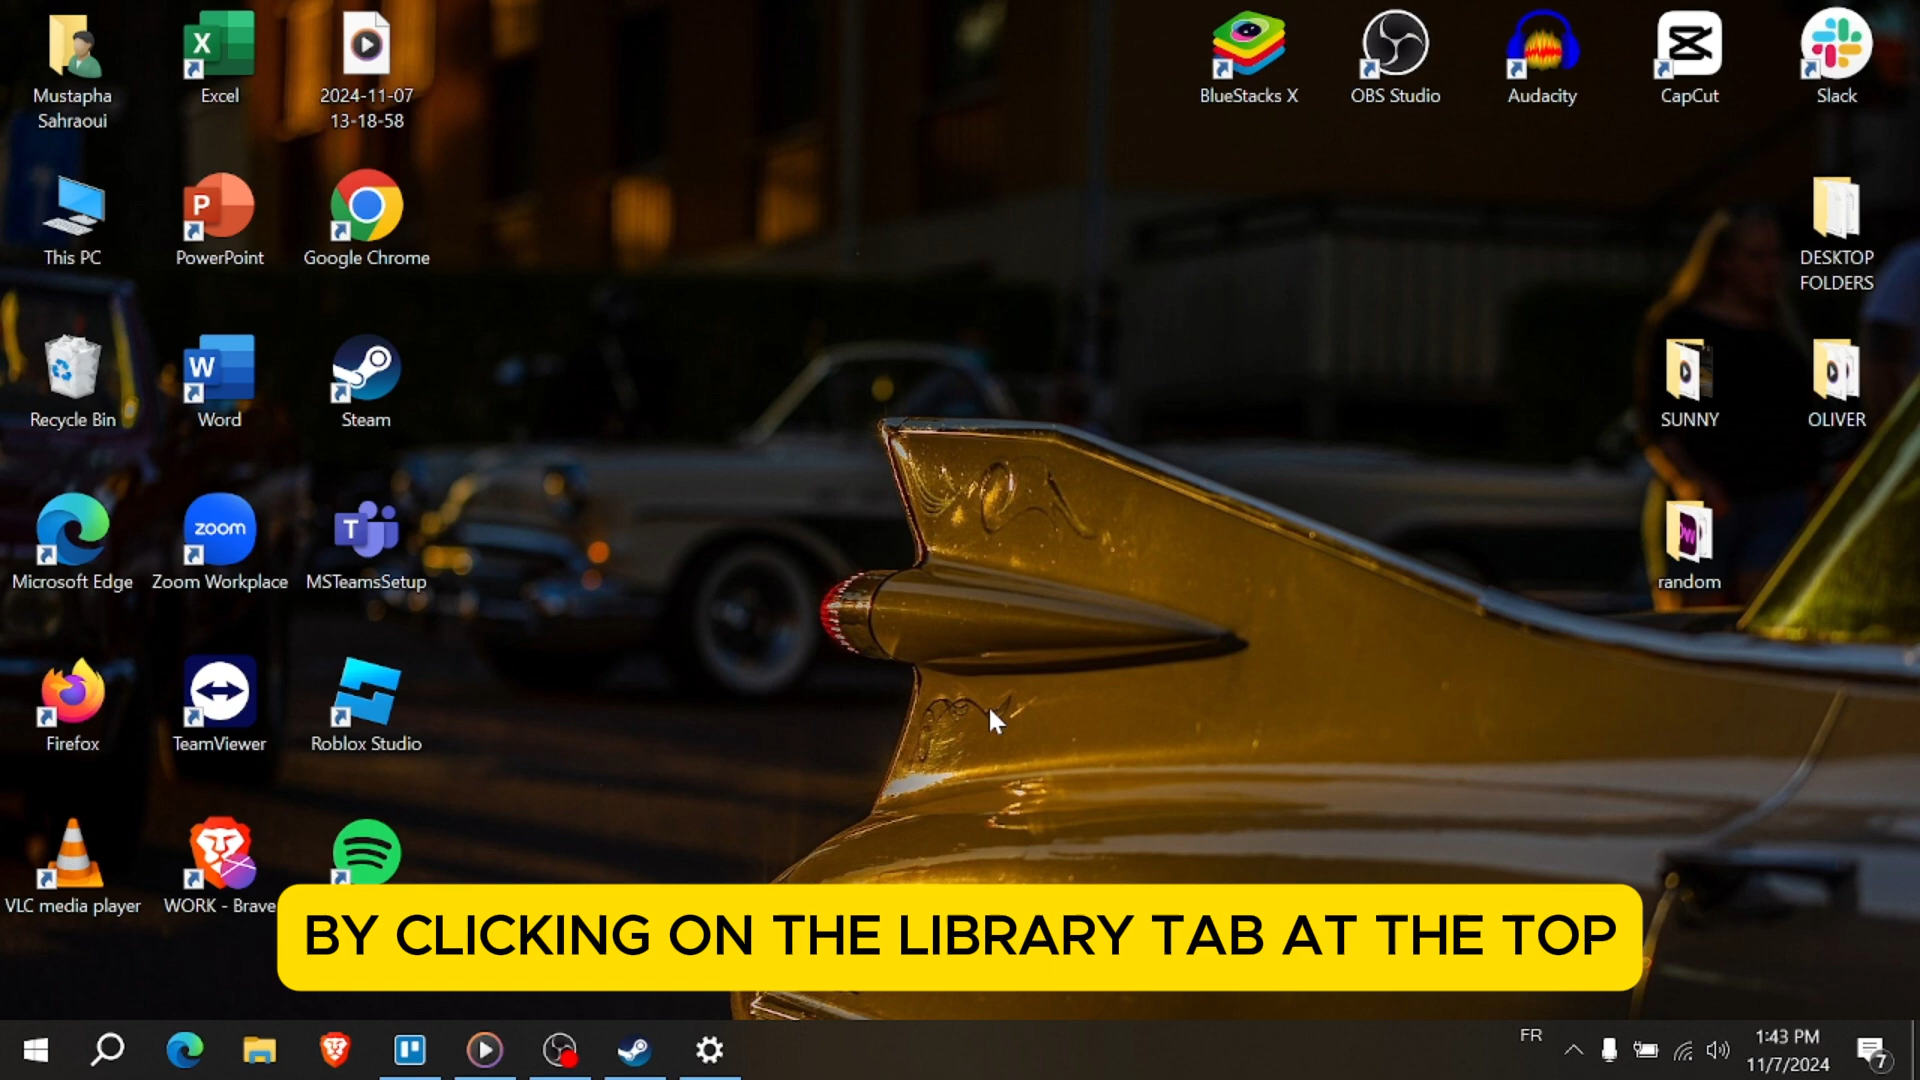 Mustapha
Sahraoui
Excel
2024-11-07
13-18-58
BlueStacks X
OBS Studio
Audacity
CapCut
Slack
This PC
PowerPoint
Google Chrome
DESKTOP
FOLDERS
Recycle Bin
Word
Steam
SUNNY
OLIVER
zoom
Microsoft Edge
Zoom Workplace
MSTeamsSetup
random
Firefox
TeamViewer
Roblox Studio
VLC media player
WORK - Brave
BY CLICKING ON THE LIBRARY TAB AT THE TOP
FR
1:43 PM
11/7/2024
7